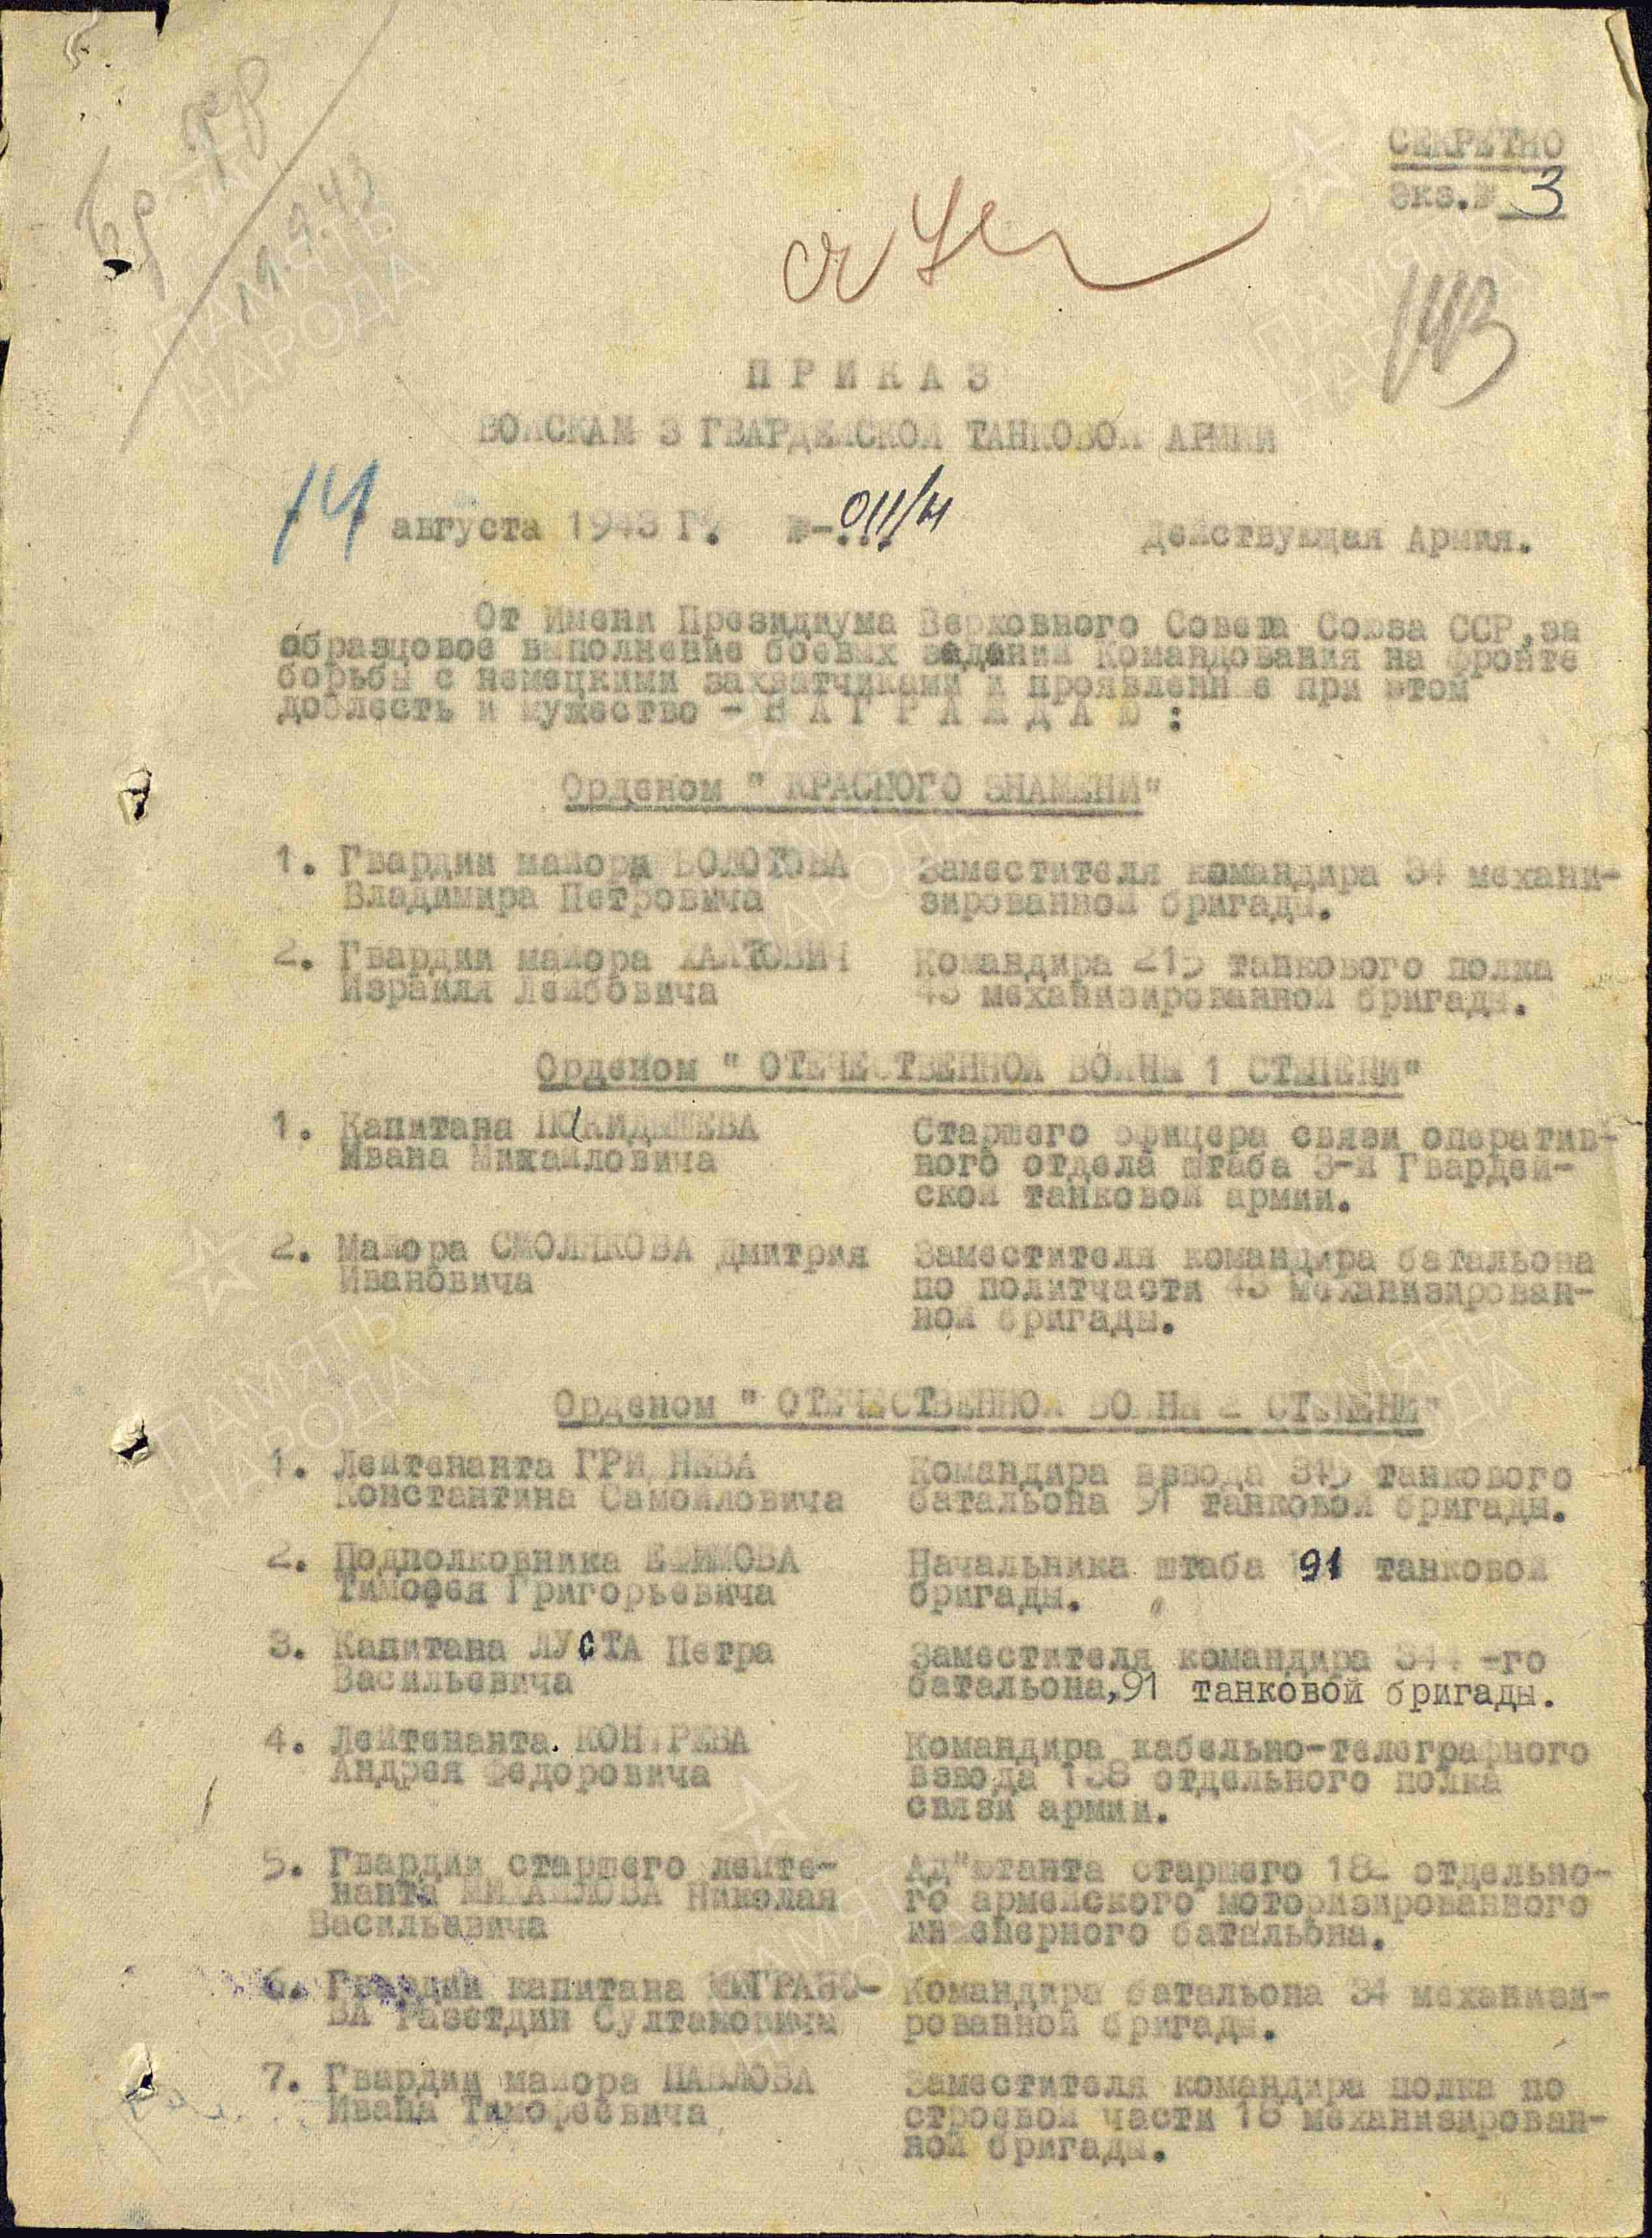 СЕКРЕТНО
Экз.№ 3
143
ПРИКАЗ
ВОЙСКАМ 3 ГВАРДЕЙСКОЙ ТАНКОВОЙ АРМИИ
14 августа 1943 Г. №-011/н Действующая Армия.
От Имени Президиума Верховного Совета Союза ССР, за
образцовое выполнение боевых заданий Командования на фронте
борьбы с немецкими захватчиками и проявленные при этом
доблесть и мужество - НАГРАЖДАЮ:
Орденом " КРАСНОГО ЗНАМЕНИ"
1. Гвардии майора БОЛОТОВА Заместителя командира 34 механи-
Владимира Петровича зированной бригады.
2. Гвардии майора Командира 215 танкового полка
Израиля Лейбовича 43 механизированной бригады.
Орденом " ОТЕЧЕСТВЕННОЙ ВОЙНЫ 1 СТЕПЕНИ"
1. Капитана Старшего офицера связи оператив-
Ивана Михайловича ного отдела штаба 3-й Гвардей-
ской танковой армии.
2. Майора СМОЛЯКОВА Дмитрия Заместителя командира батальона
Ивановича по политчасти 43 механизирован-
ной бригады.
Орденом " ОТЕЧЕСТВЕННОЙ ВОЙНЫ 2 СТЕПЕНИ"
1. Лейтенанта Командира взвода 345 танкового
Константина Самойловича батальона 91 танковой бригады.
2. Подполковника ЕФИМОВА Начальника штаба 91 танковой
Тимофея Григорьевича бригады.
3. Капитана ЛУСТА Петра Заместителя командира 344 -го
Васильевича батальона,91 танковой бригады.
4. Лейтенанта Командира кабельно-телеграфного
Андрея Федоровича взвода 138 отдельного полка
связи армии.
5. Гвардии старшего лейте- Ад"ютанта старшего 182 отдельно-
нанта МИХАЙЛОВА Николая го армейского моторизированного
Васильевича инженерного батальона.
6. Гвардии капитана Командира батальона 34 механизи-
рованной бригады.
7. Гвардии майора ПАВЛОВА Заместителя командира полка по
Ивана Тимофеевича строевой части 18 механизирован-
ной бригады.
ПАМЯТЬ
НАРОДА